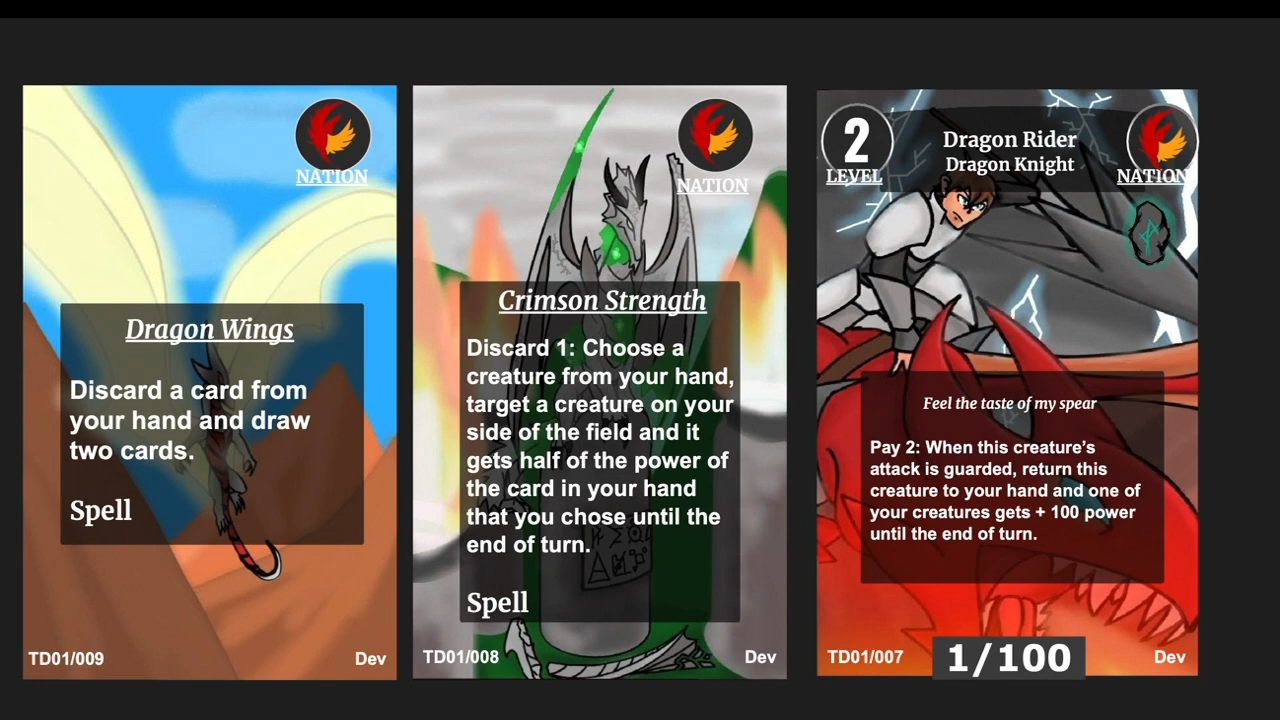 NATION
Dragon Wings
Discard a card from
your hand and draw
two cards.
Spell
TD01/009
Dev
NATION
Crimson Strength
Discard 1: Choose a
creature from your hand,
target a creature on your
side of the field and it
gets half of the power of
the card in your hand
that you chose until the
end of turn.
Spell
TD01/008
Dev
2
LEVEL
Dragon Rider
Dragon Knight
NATION
Feel the taste of my spear
Pay 2: When this creature’s
attack is guarded, return this
creature to your hand and one of
your creatures gets + 100 power
until the end of turn.
TD01/007
1/100
Dev